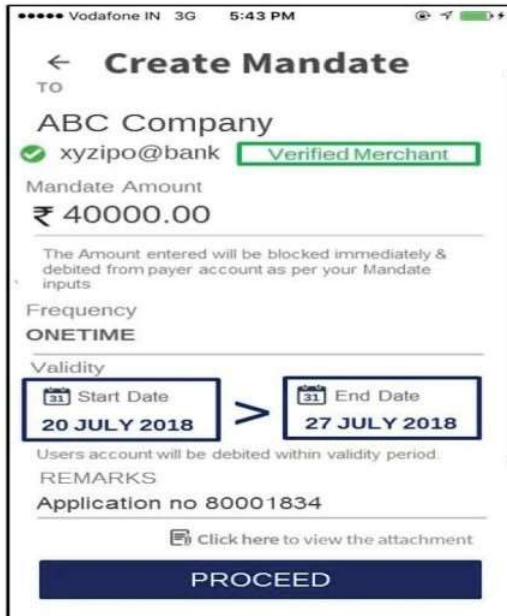 Vodafone IN 3G 5:43 PM
← Create Mandate
TO
ABC Company
xyzipo@bank Verified Merchant
Mandate Amount
₹ 40000.00
The Amount entered will be blocked immediately &
debited from payer account as per your Mandate
inputs
Frequency
ONETIME
Validity
31 Start Date > 31 End Date
20 JULY 2018 27 JULY 2018
Users account will be debited within validity period.
REMARKS
Application no 80001834
Click here to view the attachment
PROCEED